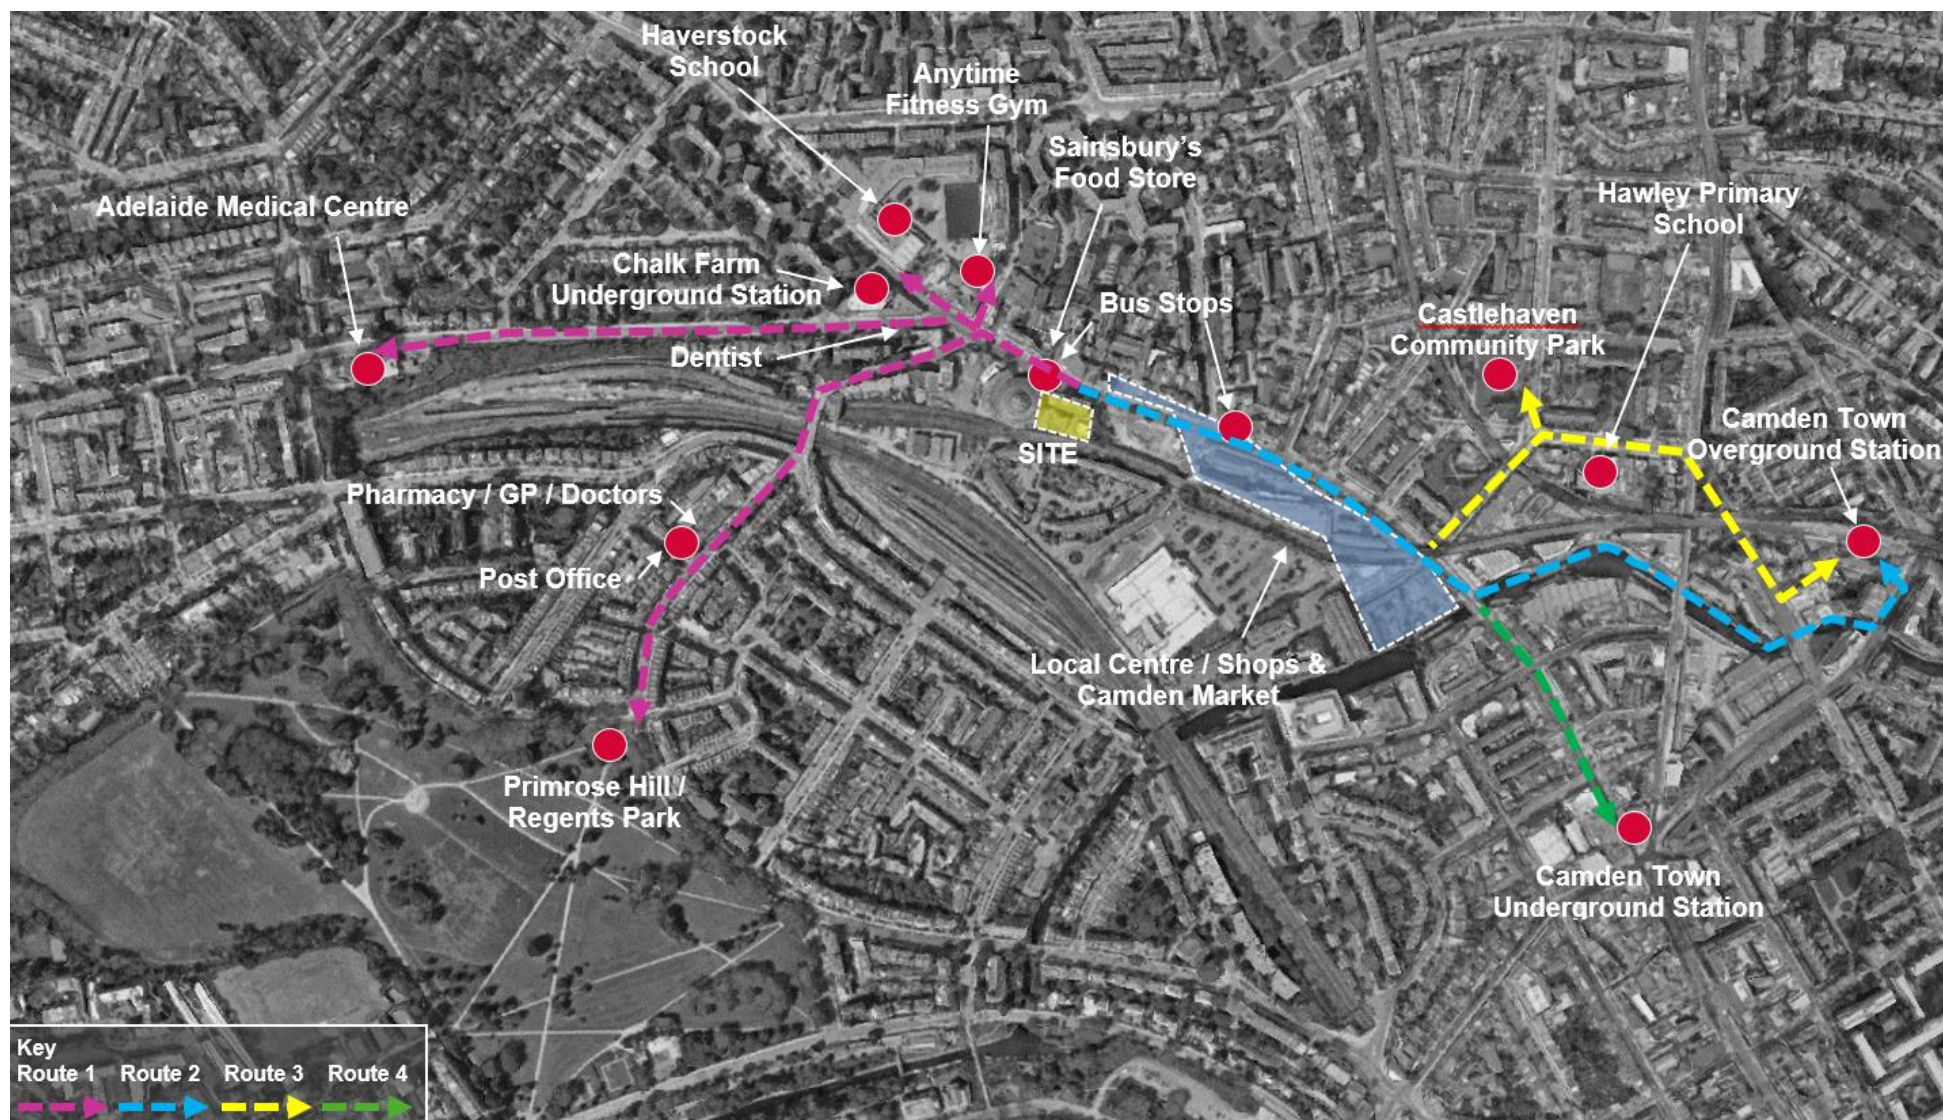 Haverstock
School
Anytime
Fitness Gym
Sainsbury's
Food Store
Hawley Primary
School
Adelaide Medical Centre
Chalk Farm
Underground Station
Bus Stops
Castlehaven
Community Park
Dentist
Camden Town
Overground Station
SITE
Pharmacy / GP / Doctors
Post Office
Local Centre / Shops &
Camden Market
Primrose Hill /
Regents Park
Camden Town
Underground Station
Key
Route 1 Route 2 Route 3 Route 4